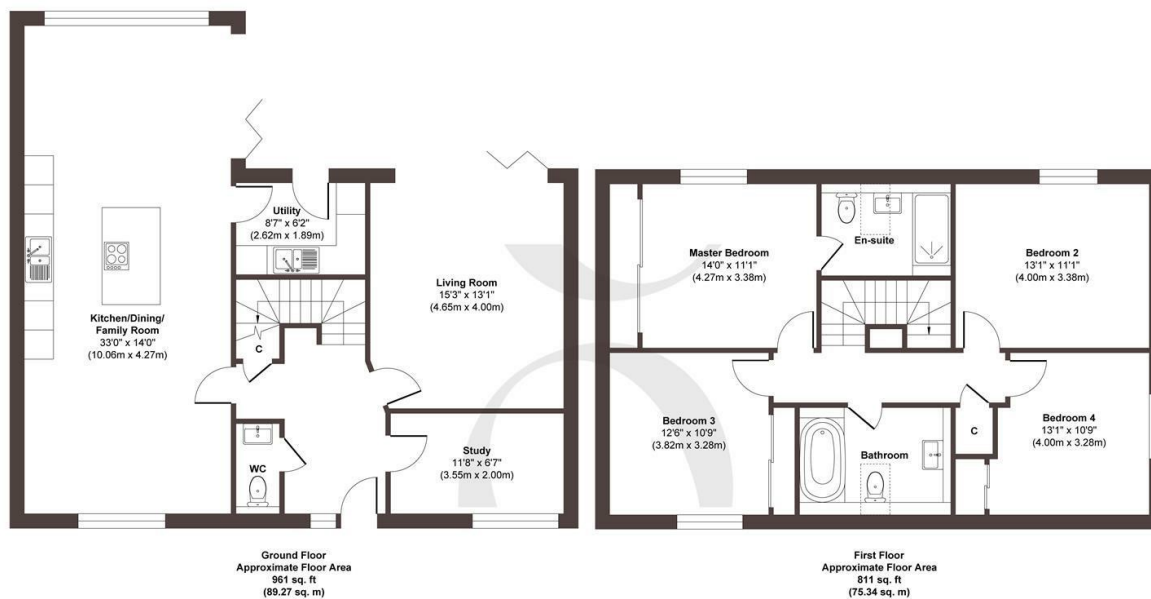 Kitchen/Dining/
Family Room
33'0" x 14'0"
(10.06m x 4.27m)
Utility
8'7" x 6'2"
(2.62m x 1.89m)
Living Room
15'3" x 13'1"
(4.65m x 4.00m)
C
WC
Study
11'8" x 6'7"
(3.55m x 2.00m)
Ground Floor
Approximate Floor Area
961 sq. ft
(89.27 sq. m)
Master Bedroom
14'0" x 11'1"
(4.27m x 3.38m)
En-suite
Bedroom 2
13'1" x 11'1"
(4.00m x 3.38m)
Bedroom 3
12'6" x 10'9"
(3.82m x 3.28m)
Bathroom
C
Bedroom 4
13'1" x 10'9"
(4.00m x 3.28m)
First Floor
Approximate Floor Area
811 sq. ft
(75.34 sq. m)